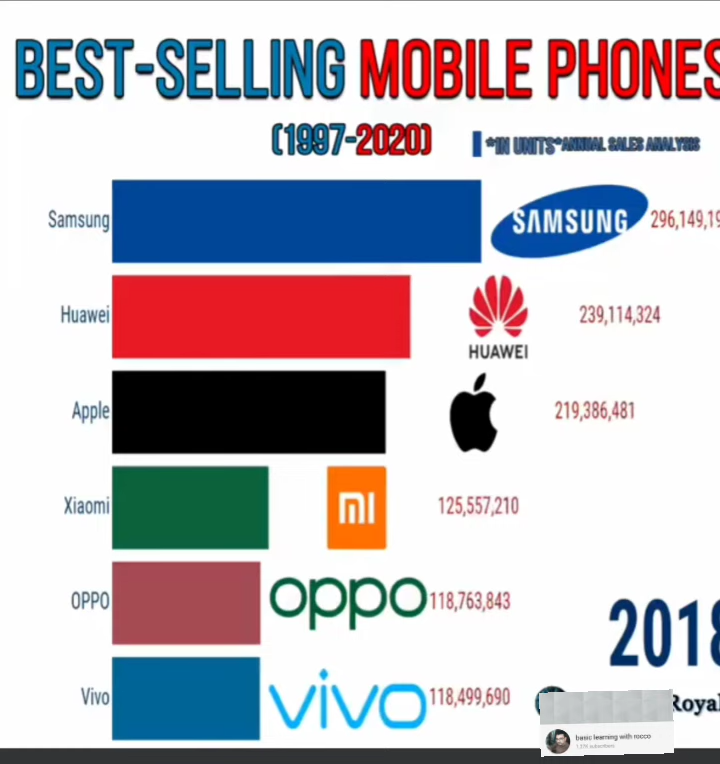 BEST-SELLING MOBILE PHONES
(1997-2020)
*IN UNITS*ANNUAL SALES ANALYSIS
Samsung SAMSUNG 296,149,19
Huawei HUAWEI 239,114,324
Apple 219,386,481
Xiaomi mi 125,557,210
OPPO oppo 118,763,843
2018
Vivo vivo 118,499,690
Royal
basic learning with rocco